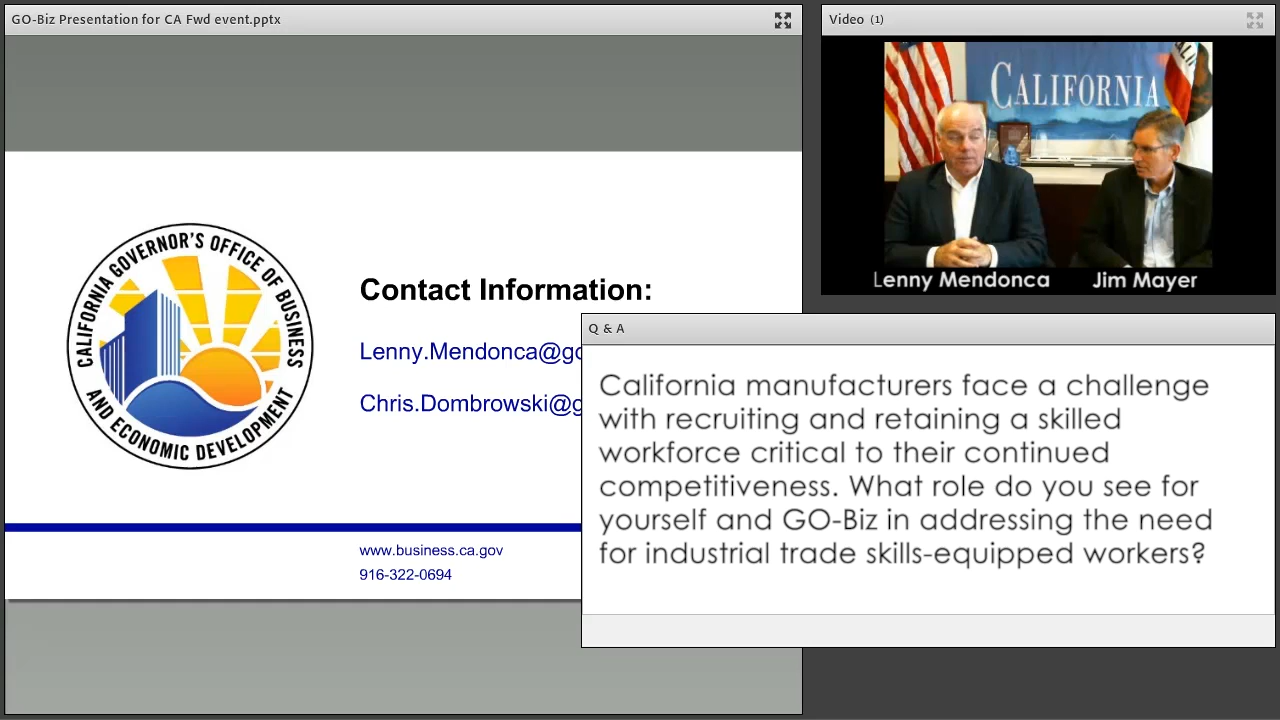 GO-Biz Presentation for CA Fwd event.pptx
CALIFORNIA GOVERNOR'S OFFICE OF BUSINESS
AND ECONOMIC DEVELOPMENT
Contact Information:
Lenny.Mendonca@go
Chris.Dombrowski@g
www.business.ca.gov
916-322-0694
Video (1)
CALIFORNIA
Lenny Mendonca Jim Mayer
Q & A
California manufacturers face a challenge
with recruiting and retaining a skilled
workforce critical to their continued
competitiveness. What role do you see for
yourself and GO-Biz in addressing the need
for industrial trade skills-equipped workers?